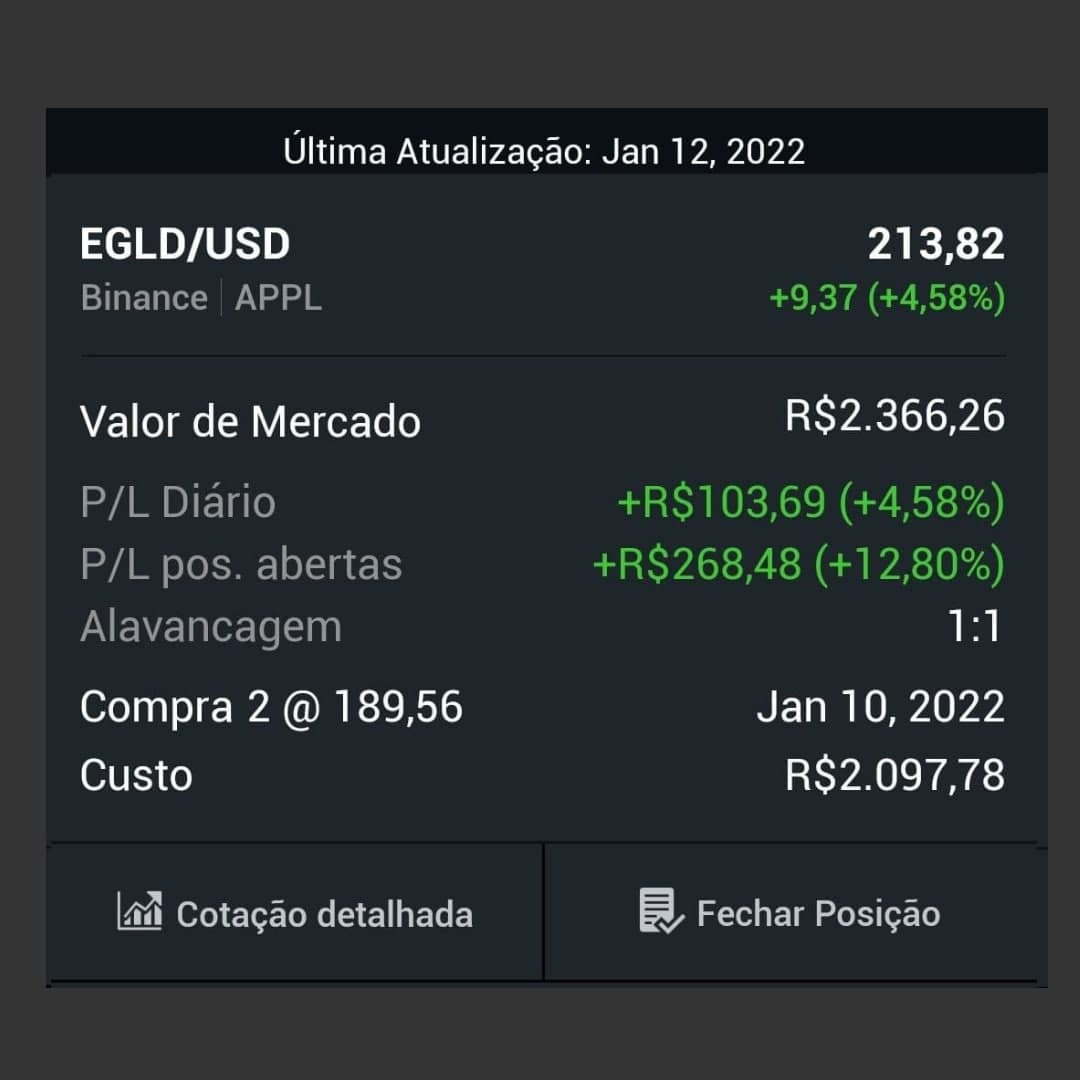 Última Atualização: Jan 12, 2022
EGLD/USD 213,82
Binance | APPL +9,37 (+4,58%)
Valor de Mercado R$2.366,26
P/L Diário +R$103,69 (+4,58%)
P/L pos. abertas +R$268,48 (+12,80%)
Alavancagem 1:1
Compra 2 @ 189,56 Jan 10, 2022
Custo R$2.097,78
Cotação detalhada Fechar Posição